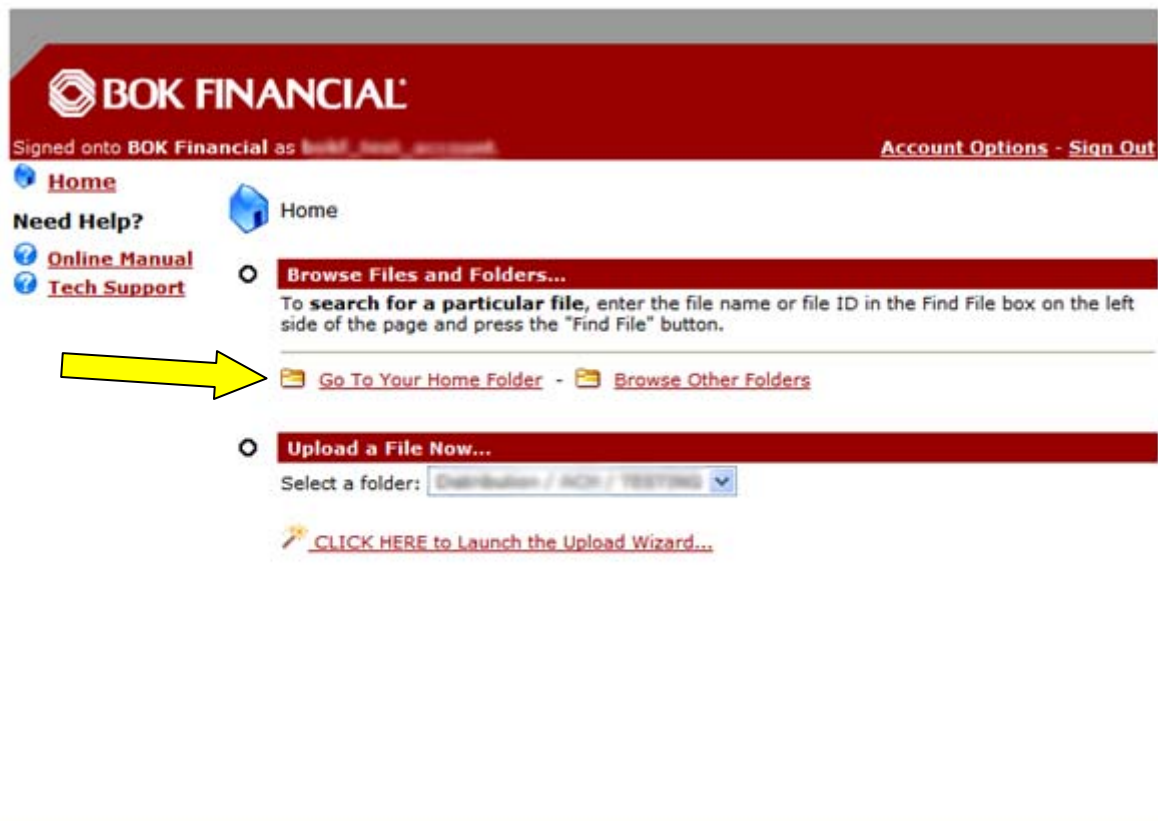 BOK FINANCIAL
Signed onto BOK Financial as
Account Options - Sign Out
Home
Need Help?
Online Manual
Tech Support
Home
Browse Files and Folders...
To search for a particular file, enter the file name or file ID in the Find File box on the left
side of the page and press the "Find File" button.
Go To Your Home Folder - Browse Other Folders
Upload a File Now...
Select a folder:
CLICK HERE to Launch the Upload Wizard...